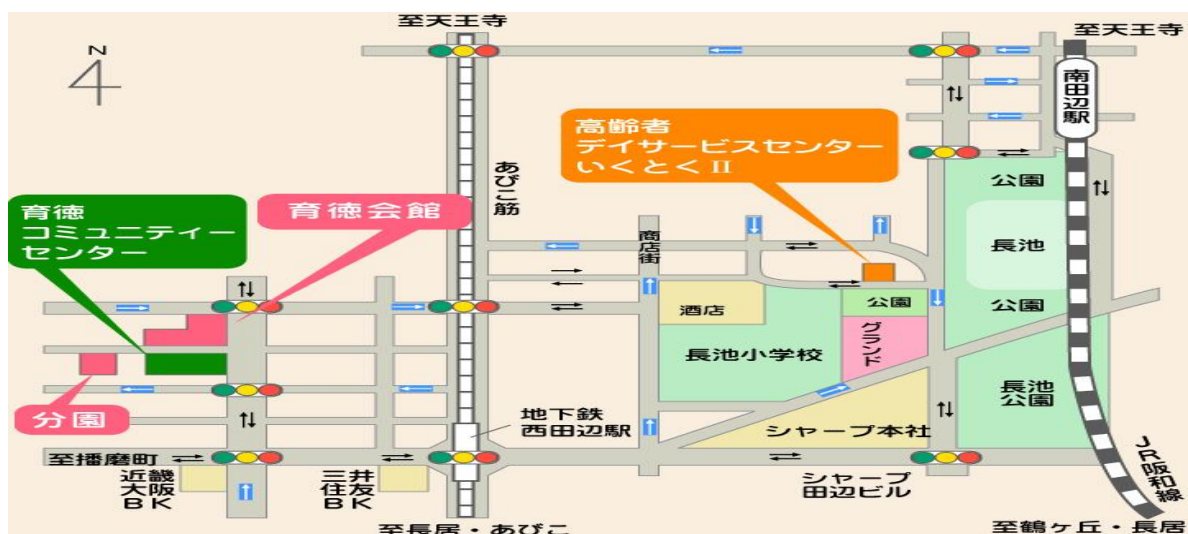 至天王寺
至天王寺
N
南田辺駅
高齢者
デイサービスセンター
いくとくⅡ
あびこ筋
公園
育徳会館
育徳
コミュニティー
センター
商店街
長池
酒店
公園
公園
グランド
長池小学校
長池
公園
分園
地下鉄
西田辺駅
シャープ本社
至播磨町
近畿
大阪
BK
三井
住友
BK
シャープ
田辺ビル
JR阪和線
至長居・あびこ
至鶴ヶ丘・長居